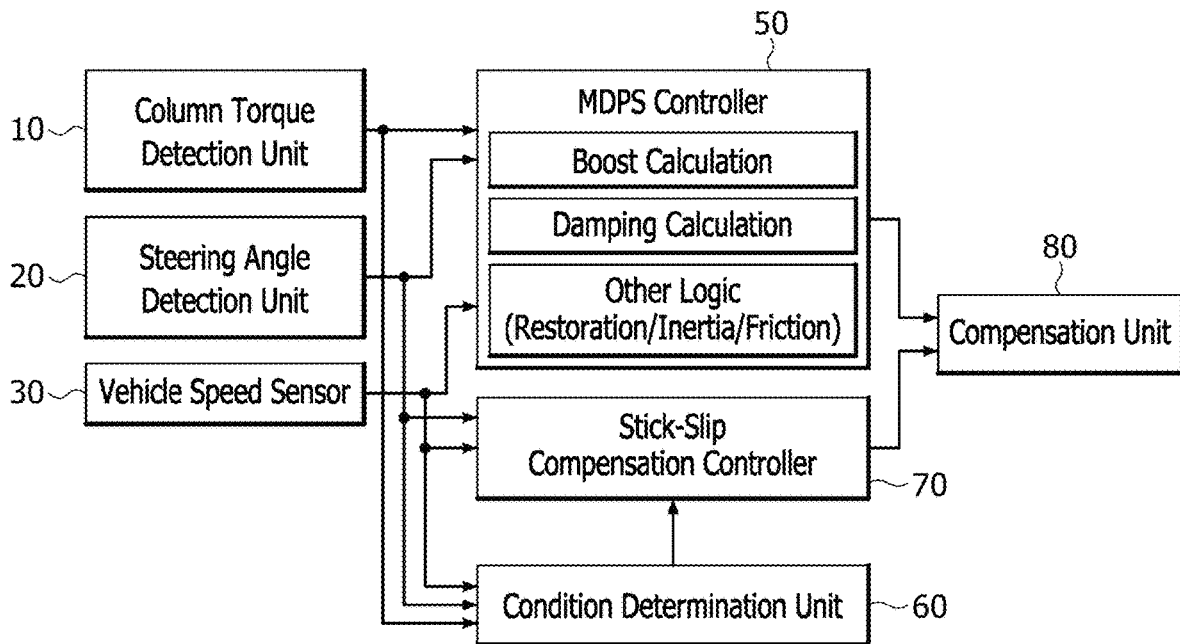 50
10
Column Torque
Detection Unit
MDPS Controller
Boost Calculation
Damping Calculation
Other Logic
(Restoration/Inertia/Friction)
20
Steering Angle
Detection Unit
80
Compensation Unit
30
Vehicle Speed Sensor
Stick-Slip
Compensation Controller
70
Condition Determination Unit
60